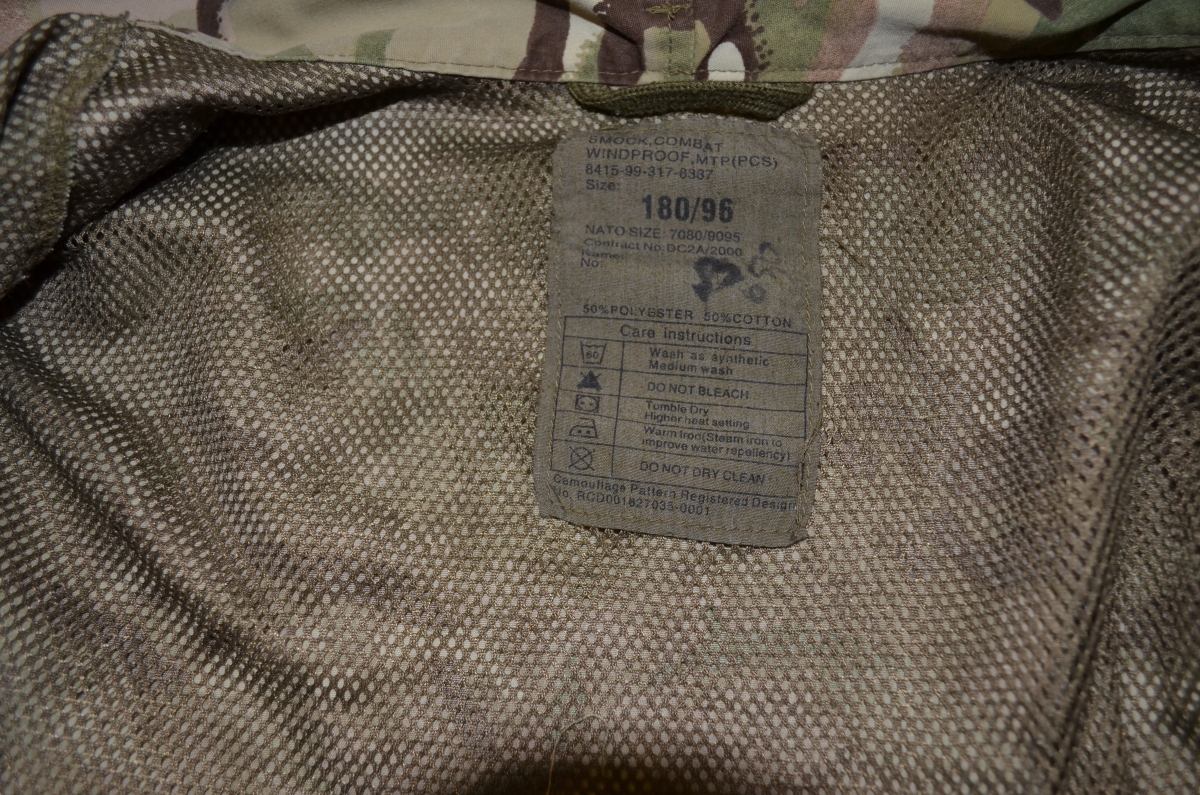 SMOCK,COMBAT
WINDPROOF,MTP(PCS)
8415-99-317-6337
Size:
180/96
NATO SIZE: 7080/9095
Contract No:DC2A/2000
Name:
No:
50%POLYESTER 50%COTTON
Care instructions
60
Wash as synthetic
Medium wash
DO NOT BLEACH
Tumble Dry
Higher heat setting
Warm Iron(Steam iron to
improve water repellency)
DO NOT DRY CLEAN
Camouflage Pattern Registered Design
No. RCD001827035-0001